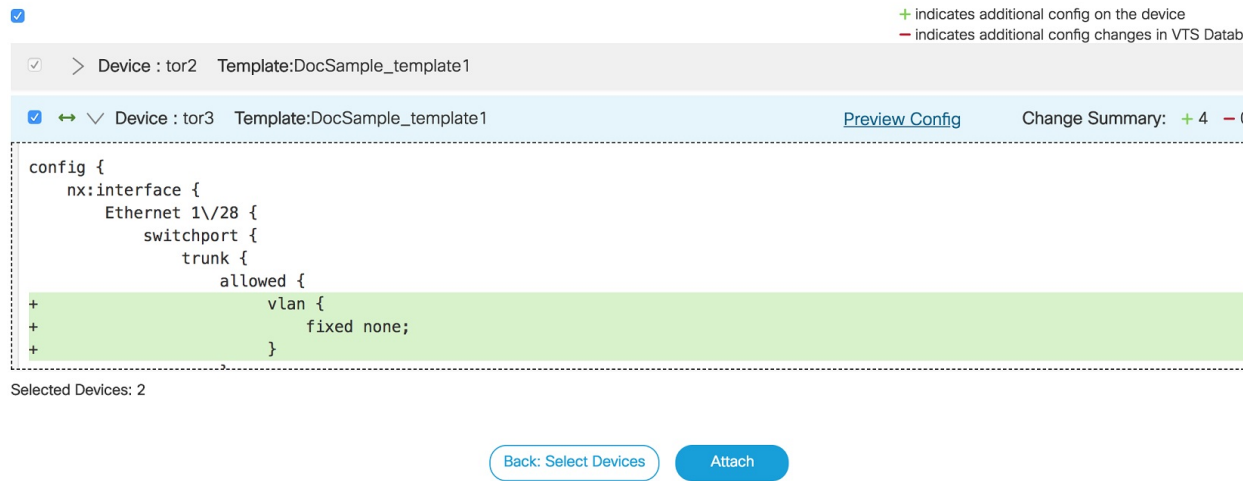 + indicates additional config on the device
− indicates additional config changes in VTS Datab
Device : tor2 Template:DocSample_template1
Device : tor3 Template:DocSample_template1 Preview Config Change Summary: + 4 −
config {
nx:interface {
Ethernet 1\/28 {
switchport {
trunk {
allowed {
+ vlan {
+ fixed none;
+ }
Selected Devices: 2
Back: Select Devices Attach